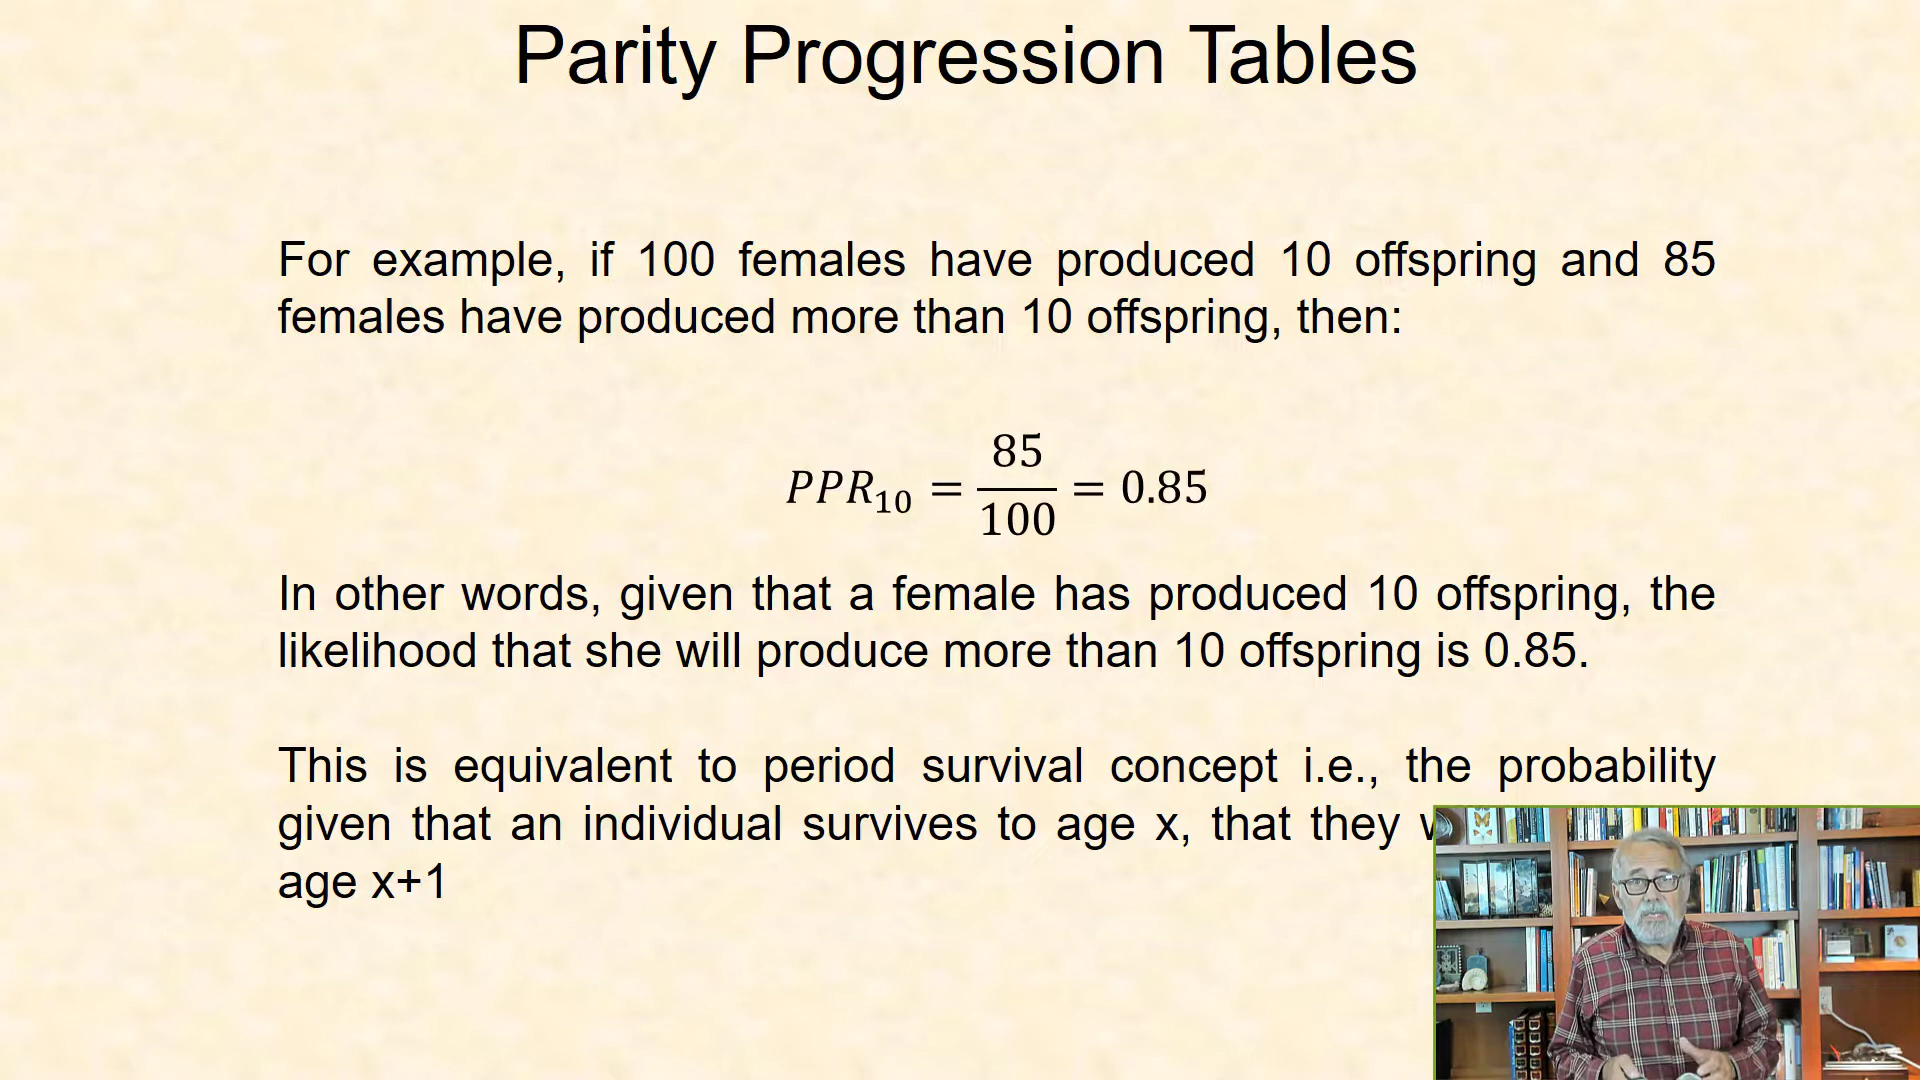 Parity Progression Tables
For example, if 100 females have produced 10 offspring and 85
females have produced more than 10 offspring, then:
PPR₁₀ = 85/100 = 0.85
In other words, given that a female has produced 10 offspring, the
likelihood that she will produce more than 10 offspring is 0.85.
This is equivalent to period survival concept i.e., the probability
given that an individual survives to age x, that they
age x+1